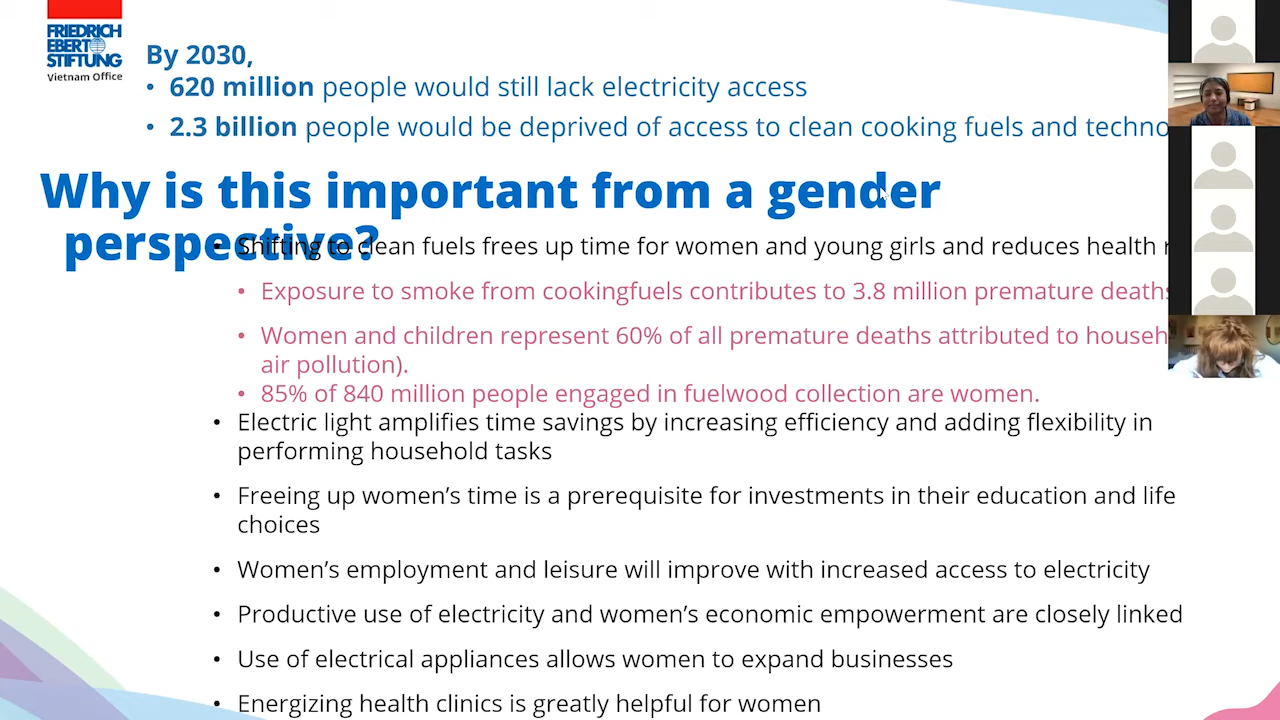 FRIEDRICH
EBERT
STIFTUNG
Vietnam Office
By 2030,
• 620 million people would still lack electricity access
• 2.3 billion people would be deprived of access to clean cooking fuels and techno
Why is this important from a gender
perspective?
• Shifting to clean fuels frees up time for women and young girls and reduces health
• Exposure to smoke from cookingfuels contributes to 3.8 million premature deaths
• Women and children represent 60% of all premature deaths attributed to househ
air pollution).
• 85% of 840 million people engaged in fuelwood collection are women.
• Electric light amplifies time savings by increasing efficiency and adding flexibility in
performing household tasks
• Freeing up women’s time is a prerequisite for investments in their education and life
choices
• Women’s employment and leisure will improve with increased access to electricity
• Productive use of electricity and women’s economic empowerment are closely linked
• Use of electrical appliances allows women to expand businesses
• Energizing health clinics is greatly helpful for women